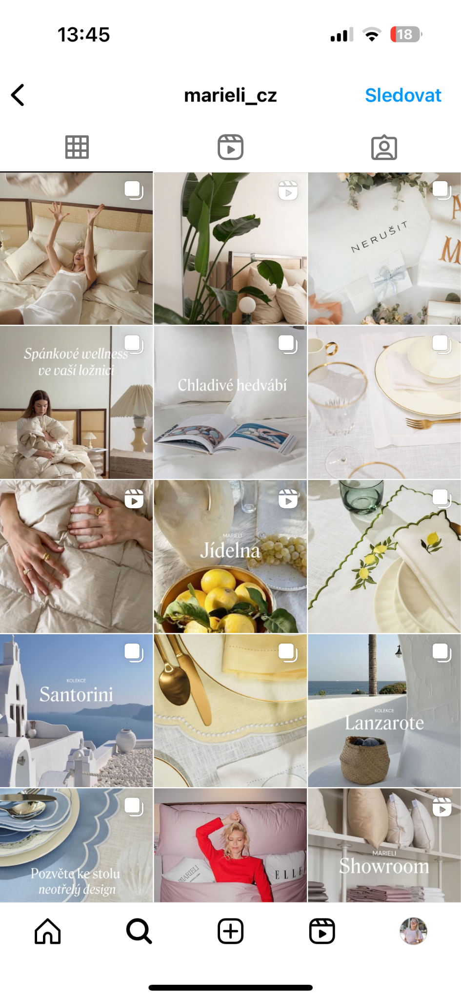 13:45
18
marieli_cz
Sledovat
NERUŠIT
A
M
Spánkové wellness
ve vaší ložnici
Chladivé hedvábí
MARIELI
Jídelna
KOLEKCE
Santorini
KOLEKCE
Lanzarote
Pozvěte ke stolu
neotřelý design
MARIELI
ELLE
MARIELI
Showroom